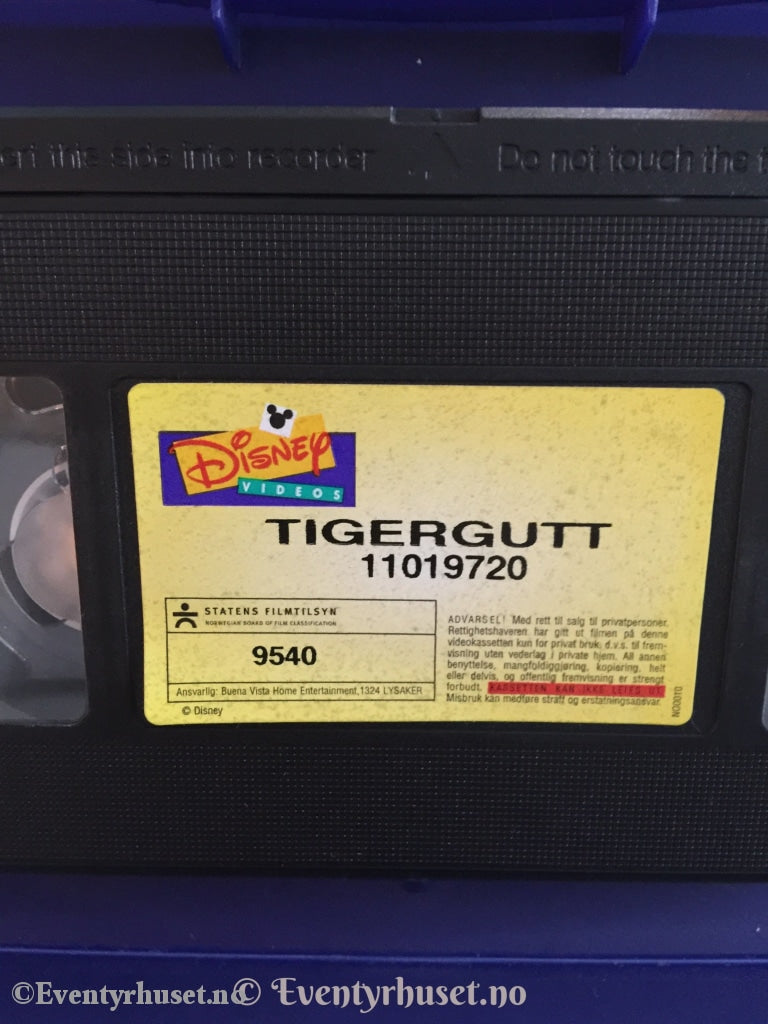 ert this side into recorder Do not touch the t
DISNEY
VIDEOS
TIGERGUTT
11019720
STATENS FILMTILSYN
NORWEGIAN BOARD OF FILM CLASSIFICATION
9540
Ansvarlig: Buena Vista Home Entertainment,1324 LYSAKER
© Disney
ADVARSEL! Med rett til salg til privatpersoner.
Rettighetshaveren har gitt ut filmen på denne
videokassetten kun for privat bruk, d.v.s. til frem-
visning uten vederlag i private hjem. All annen
benyttelse, mangfoldiggjøring, kopiering, helt
eller delvis, og offentlig fremvisning er strengt
forbudt. KASSETTEN KAN IKKE LEIES UT.
Misbruk kan medføre straff og erstatningsansvar.
NO0010
©Eventyrhuset.no © Eventyrhuset.no